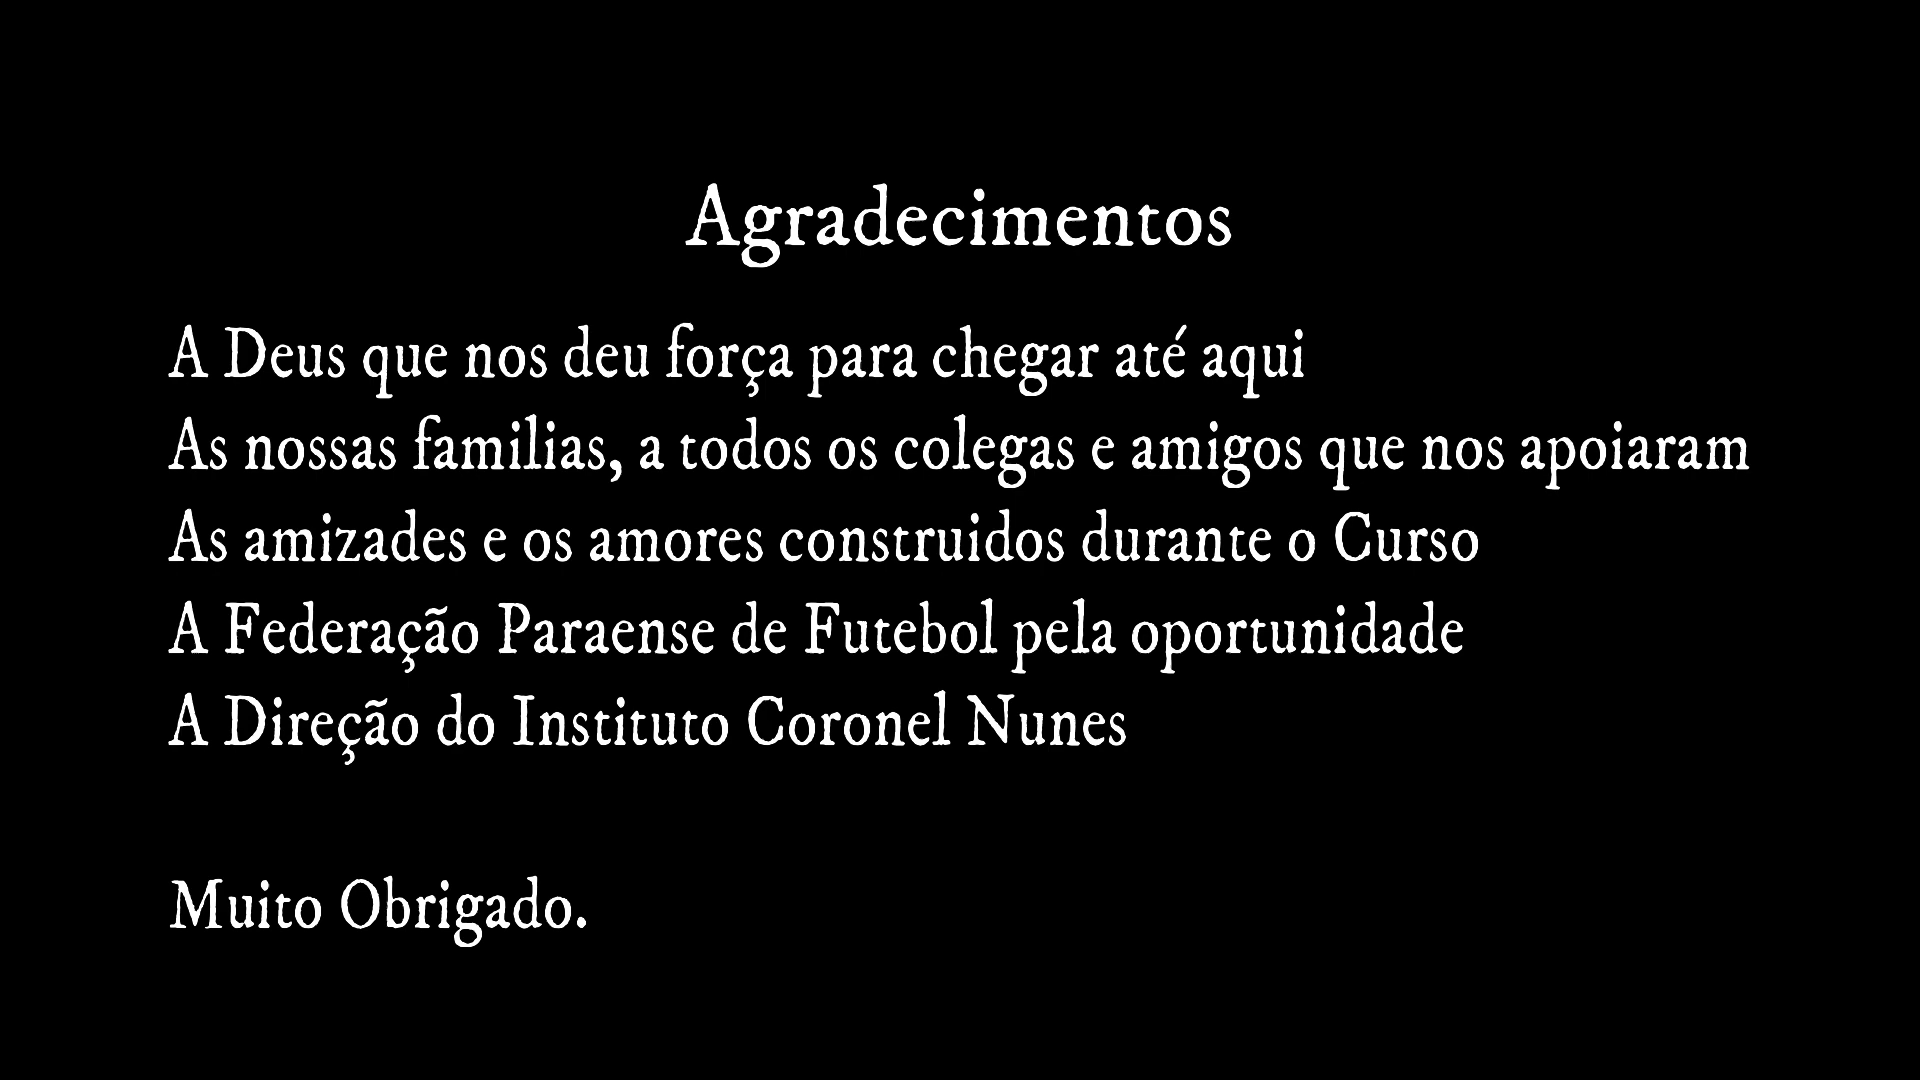 Agradecimentos
A Deus que nos deu força para chegar até aqui
As nossas familias, a todos os colegas e amigos que nos apoiaram
As amizades e os amores construidos durante o Curso
A Federação Paraense de Futebol pela oportunidade
A Direção do Instituto Coronel Nunes
Muito Obrigado.